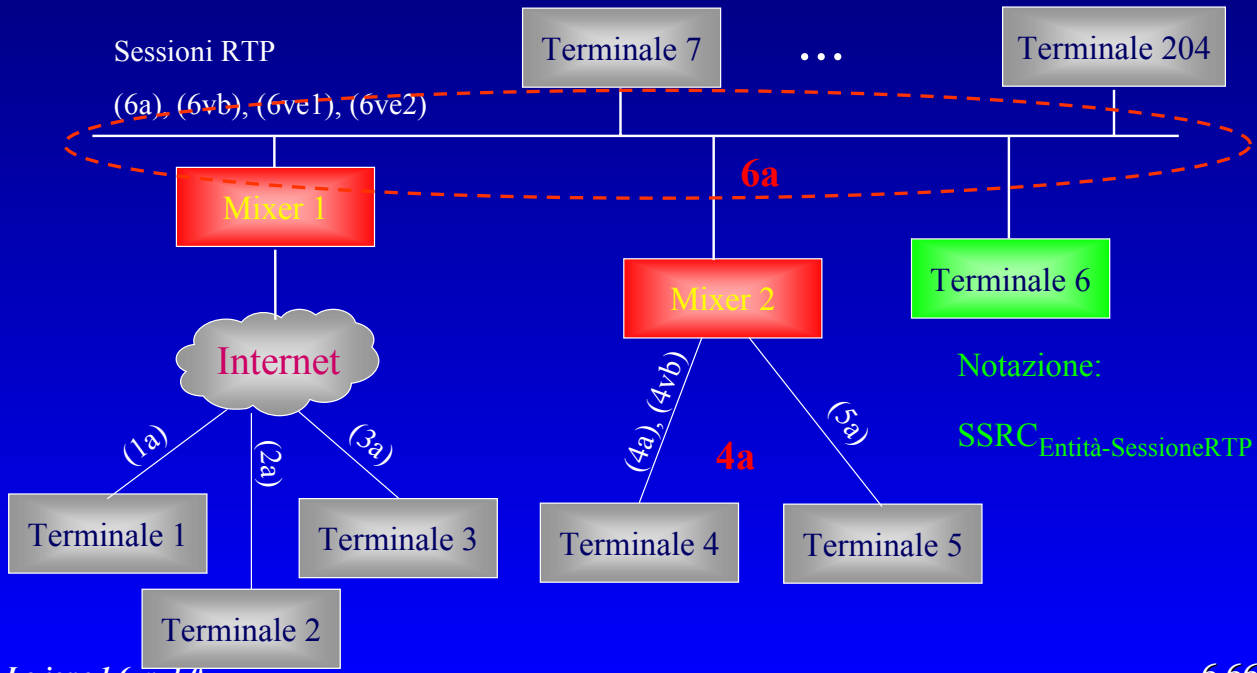 Sessioni RTP
(6a), (6vb), (6ve1), (6ve2)
Terminale 7
...
Terminale 204
6a
Mixer 1
Mixer 2
Terminale 6
Internet
Notazione:
SSRC Entità-SessioneRTP
(1a)
(2a)
(3a)
(4a), (4vb)
(5a)
4a
Terminale 1
Terminale 2
Terminale 3
Terminale 4
Terminale 5
6.66